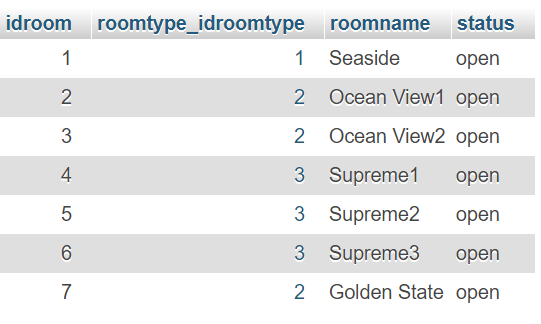 idroom roomtype_idroomtype roomname status
1 1 Seaside open
2 2 Ocean View1 open
3 2 Ocean View2 open
4 3 Supreme1 open
5 3 Supreme2 open
6 3 Supreme3 open
7 2 Golden State open